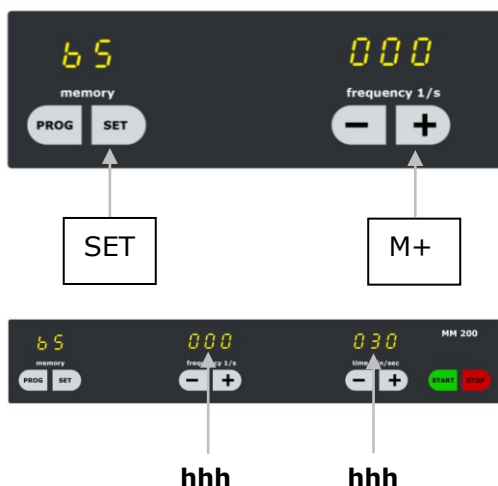 b5 000
memory frequency 1/s
PROG SET − +
SET M+
b5 000 030 MM 200
memory frequency 1/s time min/sec
PROG SET − + − + START STOP
hhh hhh